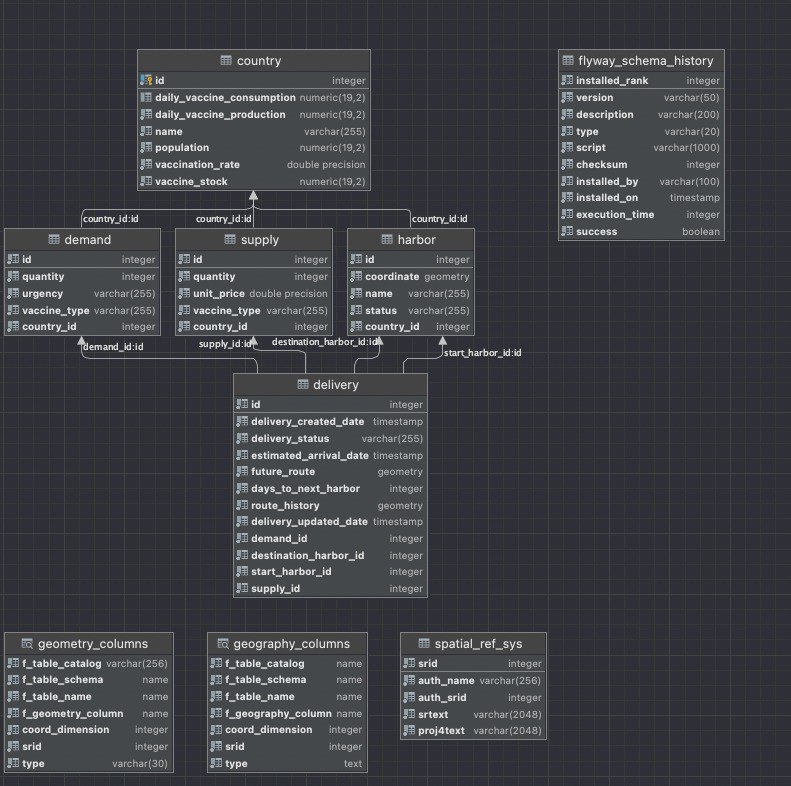 country
id integer
daily_vaccine_consumption numeric(19,2)
daily_vaccine_production numeric(19,2)
name varchar(255)
population numeric(19,2)
vaccination_rate double precision
vaccine_stock numeric(19,2)
flyway_schema_history
installed_rank integer
version varchar(50)
description varchar(200)
type varchar(20)
script varchar(1000)
checksum integer
installed_by varchar(100)
installed_on timestamp
execution_time integer
success boolean
country_id:id
country_id:id
country_id:id
demand
id integer
quantity integer
urgency varchar(255)
vaccine_type varchar(255)
country_id integer
supply
id integer
quantity integer
unit_price double precision
vaccine_type varchar(255)
country_id integer
harbor
id integer
coordinate geometry
name varchar(255)
status varchar(255)
country_id integer
demand_id:id
supply_id:id
destination_harbor_id:id
start_harbor_id:id
delivery
id integer
delivery_created_date timestamp
delivery_status varchar(255)
estimated_arrival_date timestamp
future_route geometry
days_to_next_harbor integer
route_history geometry
delivery_updated_date timestamp
demand_id integer
destination_harbor_id integer
start_harbor_id integer
supply_id integer
geometry_columns
f_table_catalog varchar(256)
f_table_schema name
f_table_name name
f_geometry_column name
coord_dimension integer
srid integer
type varchar(30)
geography_columns
f_table_catalog name
f_table_schema name
f_table_name name
f_geography_column name
coord_dimension integer
srid integer
type text
spatial_ref_sys
srid integer
auth_name varchar(256)
auth_srid integer
srtext varchar(2048)
proj4text varchar(2048)